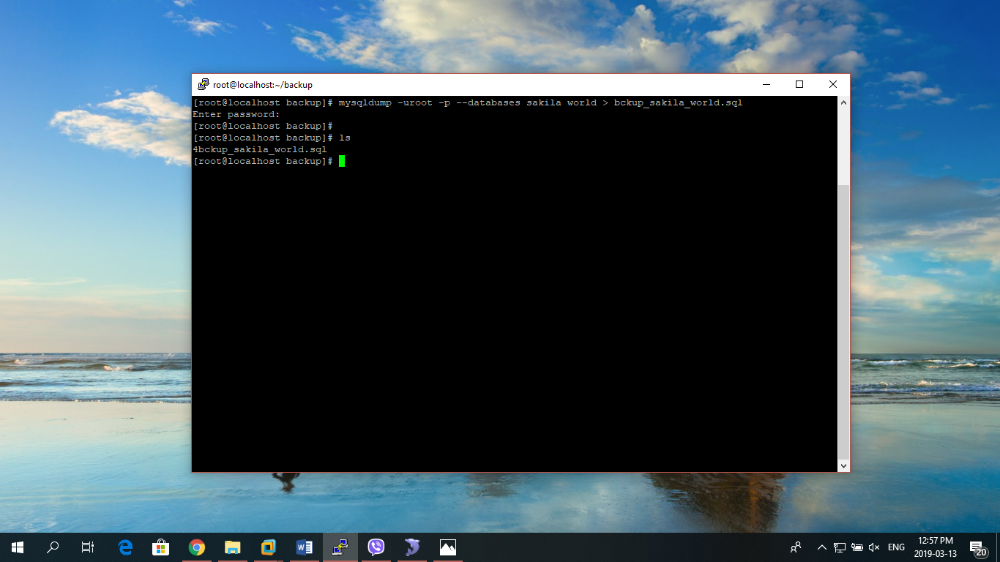 root@localhost:~/backup
[root@localhost backup]# mysqldump -uroot -p --databases sakila world > bckup_sakila_world.sql
Enter password:
[root@localhost backup]#
[root@localhost backup]# ls
4bckup_sakila_world.sql
[root@localhost backup]#
ENG
12:57 PM
2019-03-13
20